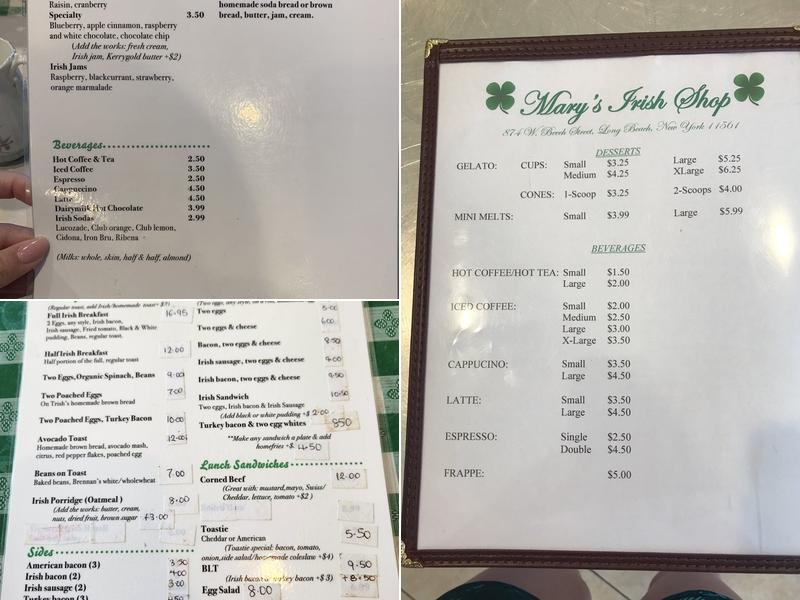 Raisin, cranberry
Specialty 3.50
Blueberry, apple cinnamon, raspberry
and white chocolate, chocolate chip
(Add the works: fresh cream,
Irish jam, Kerrygold butter +$2)
Irish Jams
Raspberry, blackcurrant, strawberry,
orange marmalade
homemade soda bread or brown
bread, butter, jam, cream.
Beverages
Hot Coffee & Tea 2.50
Iced Coffee 3.50
Espresso 2.50
Cappuccino 4.50
Latte 4.50
Dairymilk Hot Chocolate 3.99
Irish Sodas 2.99
Lucozade, Club orange, Club lemon,
Cidona, Iron Bru, Ribena
(Milks: whole, skim, half & half, almond)
Full Irish Breakfast 16.95
2 Eggs, any style, Irish bacon,
Irish sausage, Fried tomato, Black & White
pudding, Beans, regular toast.
Half Irish Breakfast 12.00
Half portion of the full, regular toast
Two Eggs, Organic Spinach, Beans 9.00
Two Poached Eggs 7.00
On Trish's homemade brown bread
Two Poached Eggs, Turkey Bacon 10.00
Avocado Toast 12.00
Homemade brown bread, avocado mash,
citrus, red pepper flakes, poached egg
Beans on Toast 7.00
Baked beans, Brennan's white/wholewheat
Irish Porridge (Oatmeal ) 8.00
(Add the works: butter, cream,
nuts, dried fruit, brown sugar +3.00
Sides
American bacon (3) 3.50
Irish bacon (2) 4.00
Irish sausage (2) 3.00
Turkey bacon (3) 4.50
Two eggs 5.00
6.00
Two eggs & cheese
Bacon, two eggs & cheese 8.50
Irish sausage, two eggs & cheese 9.00
Irish bacon, two eggs & cheese 9.50
Irish Sandwich 10.50
Two eggs, Irish bacon & Irish Sausage
(Add black or white pudding +$ 2.00
Turkey bacon & two egg whites 850
**Make any sandwich a plate & add
homefries +$. 4.50
Lunch Sandwiches
Corned Beef 12.00
(Great with: mustard, mayo, Swiss/
Cheddar, lettuce, tomato +$2 )
Toastie 5.50
Cheddar or American
(Toastie special: bacon, tomato,
onion, side salad/homemade coleslaw +$4)
BLT 9.50
(Irish bacon & turkey bacon +$ 3)
Egg Salad 8.00
Mary's Irish Shop
874 W. Beech Street, Long Beach, New York 11561
DESSERTS
GELATO: CUPS: Small $3.25 Large $5.25
Medium $4.25 XLarge $6.25
CONES: 1-Scoop $3.25 2-Scoops $4.00
MINI MELTS: Small $3.99 Large $5.99
BEVERAGES
HOT COFFEE/HOT TEA: Small $1.50
Large $2.00
ICED COFFEE: Small $2.00
Medium $2.50
Large $3.00
X-Large $3.50
CAPPUCINO: Small $3.50
Large $4.50
LATTE: Small $3.50
Large $4.50
ESPRESSO: Single $2.50
Double $4.50
FRAPPE: $5.00